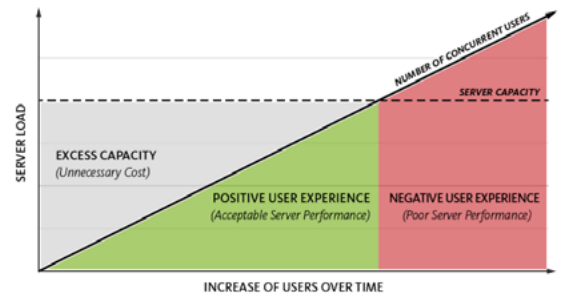 NUMBER OF CONCURRENT USERS
SERVER CAPACITY
SERVER LOAD
EXCESS CAPACITY
(Unnecessary Cost)
POSITIVE USER EXPERIENCE
(Acceptable Server Performance)
NEGATIVE USER EXPERIENCE
(Poor Server Performance)
INCREASE OF USERS OVER TIME